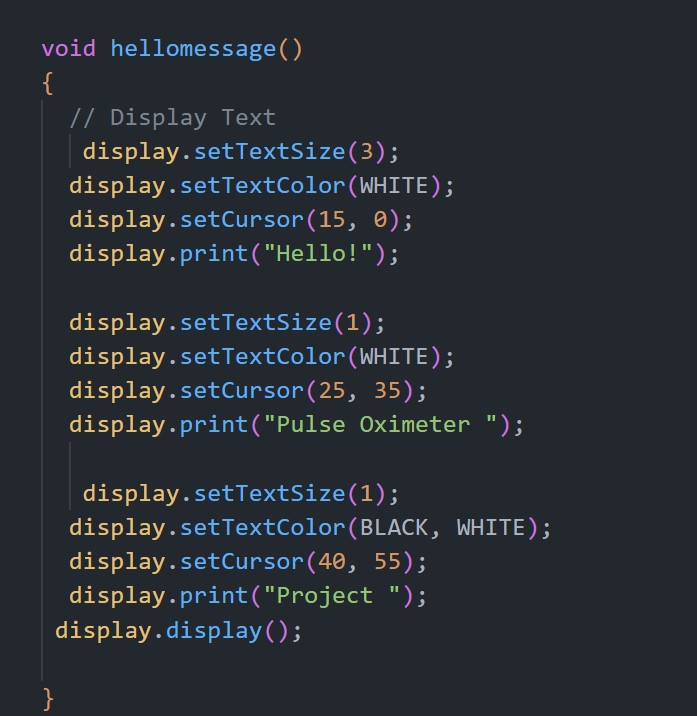 void hellomessage()
{
  // Display Text
   display.setTextSize(3);
  display.setTextColor(WHITE);
  display.setCursor(15, 0);
  display.print("Hello!");

  display.setTextSize(1);
  display.setTextColor(WHITE);
  display.setCursor(25, 35);
  display.print("Pulse Oximeter ");

   display.setTextSize(1);
  display.setTextColor(BLACK, WHITE);
  display.setCursor(40, 55);
  display.print("Project ");
 display.display();

}